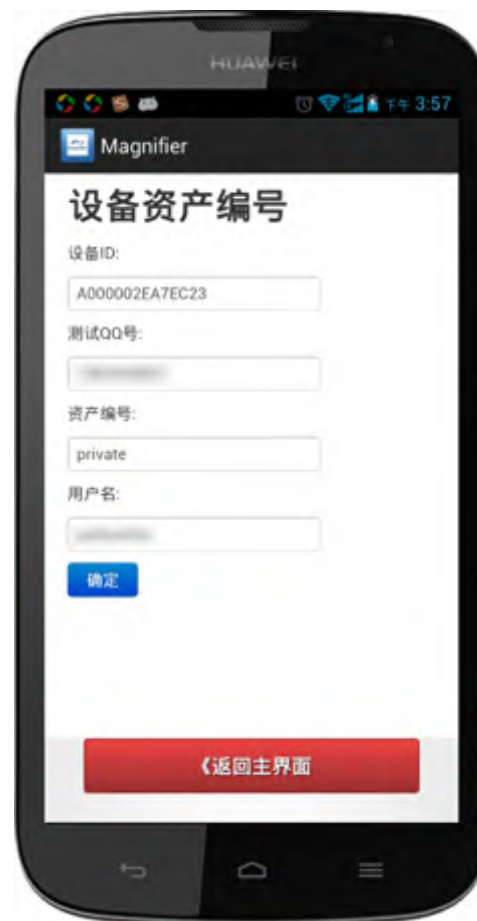 HUAWEI
下午 3:57
Magnifier
设备资产编号
设备ID:
A000002EA7EC23
测试QQ号:
资产编号:
private
用户名:
确定
《返回主界面